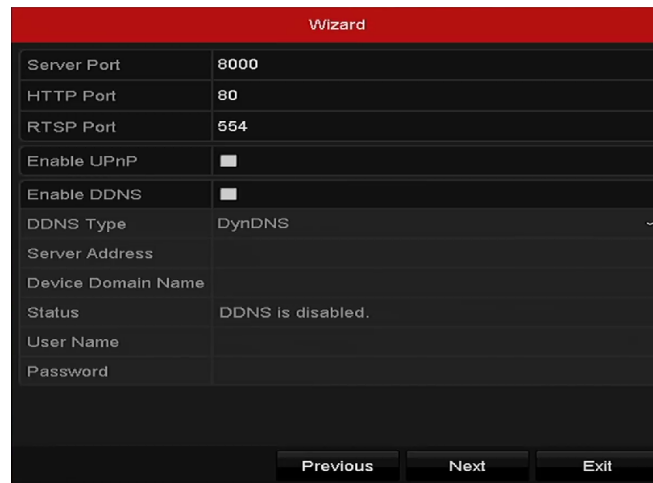 Wizard
Server Port 8000
HTTP Port 80
RTSP Port 554
Enable UPnP
Enable DDNS
DDNS Type DynDNS
Server Address
Device Domain Name
Status DDNS is disabled.
User Name
Password
Previous Next Exit